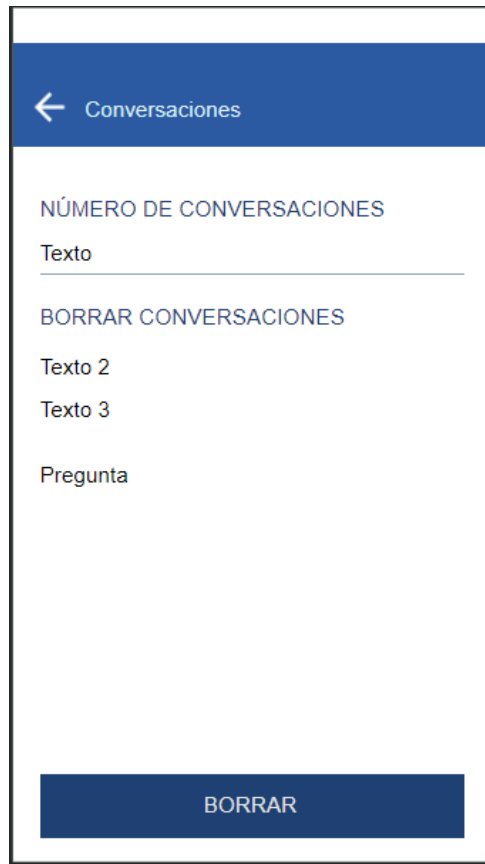 Conversaciones
NÚMERO DE CONVERSACIONES
Texto
BORRAR CONVERSACIONES
Texto 2
Texto 3
Pregunta
BORRAR